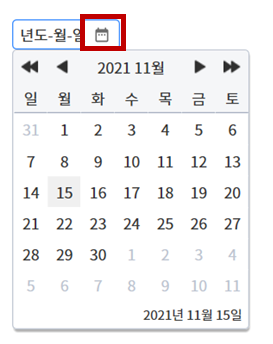 년도-월-일
2021 11월
일 월 화 수 목 금 토
31 1 2 3 4 5 6
7 8 9 10 11 12 13
14 15 16 17 18 19 20
21 22 23 24 25 26 27
28 29 30 1 2 3 4
5 6 7 8 9 10 11
2021년 11월 15일